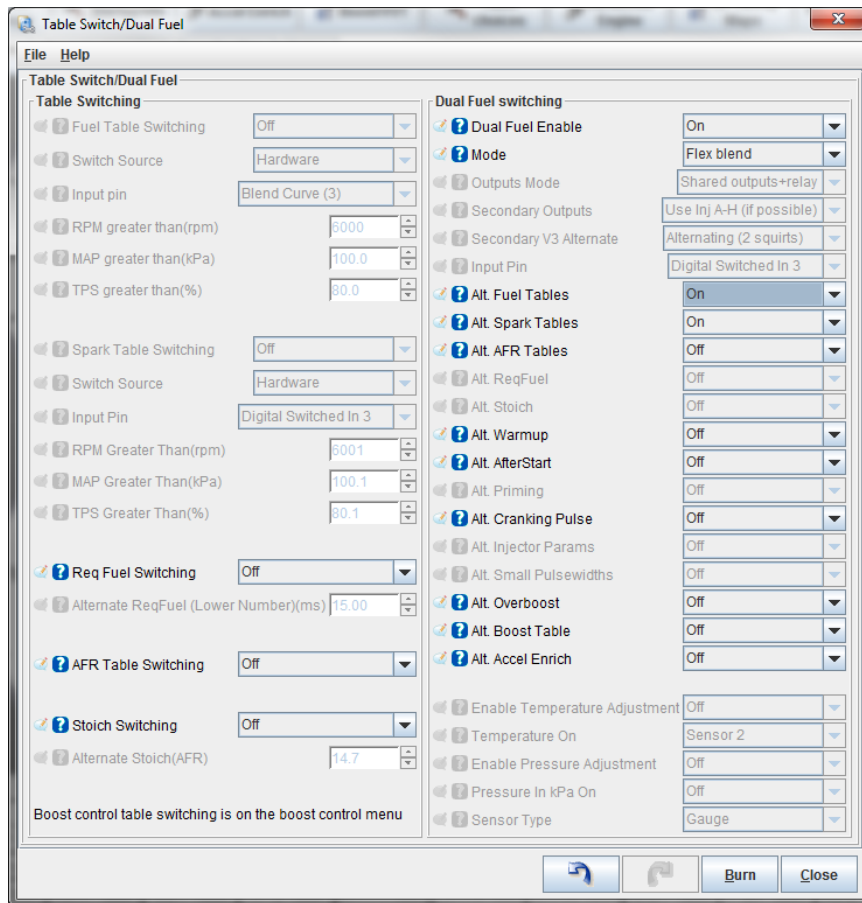 Table Switch/Dual Fuel
File Help
Table Switch/Dual Fuel
Table Switching
Fuel Table Switching Off
Switch Source Hardware
Input pin Blend Curve (3)
RPM greater than(rpm) 6000
MAP greater than(kPa) 100.0
TPS greater than(%) 80.0
Spark Table Switching Off
Switch Source Hardware
Input Pin Digital Switched In 3
RPM Greater Than(rpm) 6001
MAP Greater Than(kPa) 100.1
TPS Greater Than(%) 80.1
Req Fuel Switching Off
Alternate ReqFuel (Lower Number)(ms) 15.00
AFR Table Switching Off
Stoich Switching Off
Alternate Stoich(AFR) 14.7
Boost control table switching is on the boost control menu
Dual Fuel switching
Dual Fuel Enable On
Mode Flex blend
Outputs Mode Shared outputs+relay
Secondary Outputs Use Inj A-H (if possible)
Secondary V3 Alternate Alternating (2 squirts)
Input Pin Digital Switched In 3
Alt. Fuel Tables On
Alt. Spark Tables On
Alt. AFR Tables Off
Alt. ReqFuel Off
Alt. Stoich Off
Alt. Warmup Off
Alt. AfterStart Off
Alt. Priming Off
Alt. Cranking Pulse Off
Alt. Injector Params Off
Alt. Small Pulsewidths Off
Alt. Overboost Off
Alt. Boost Table Off
Alt. Accel Enrich Off
Enable Temperature Adjustment Off
Temperature On Sensor 2
Enable Pressure Adjustment Off
Pressure In kPa On Off
Sensor Type Gauge
Burn Close